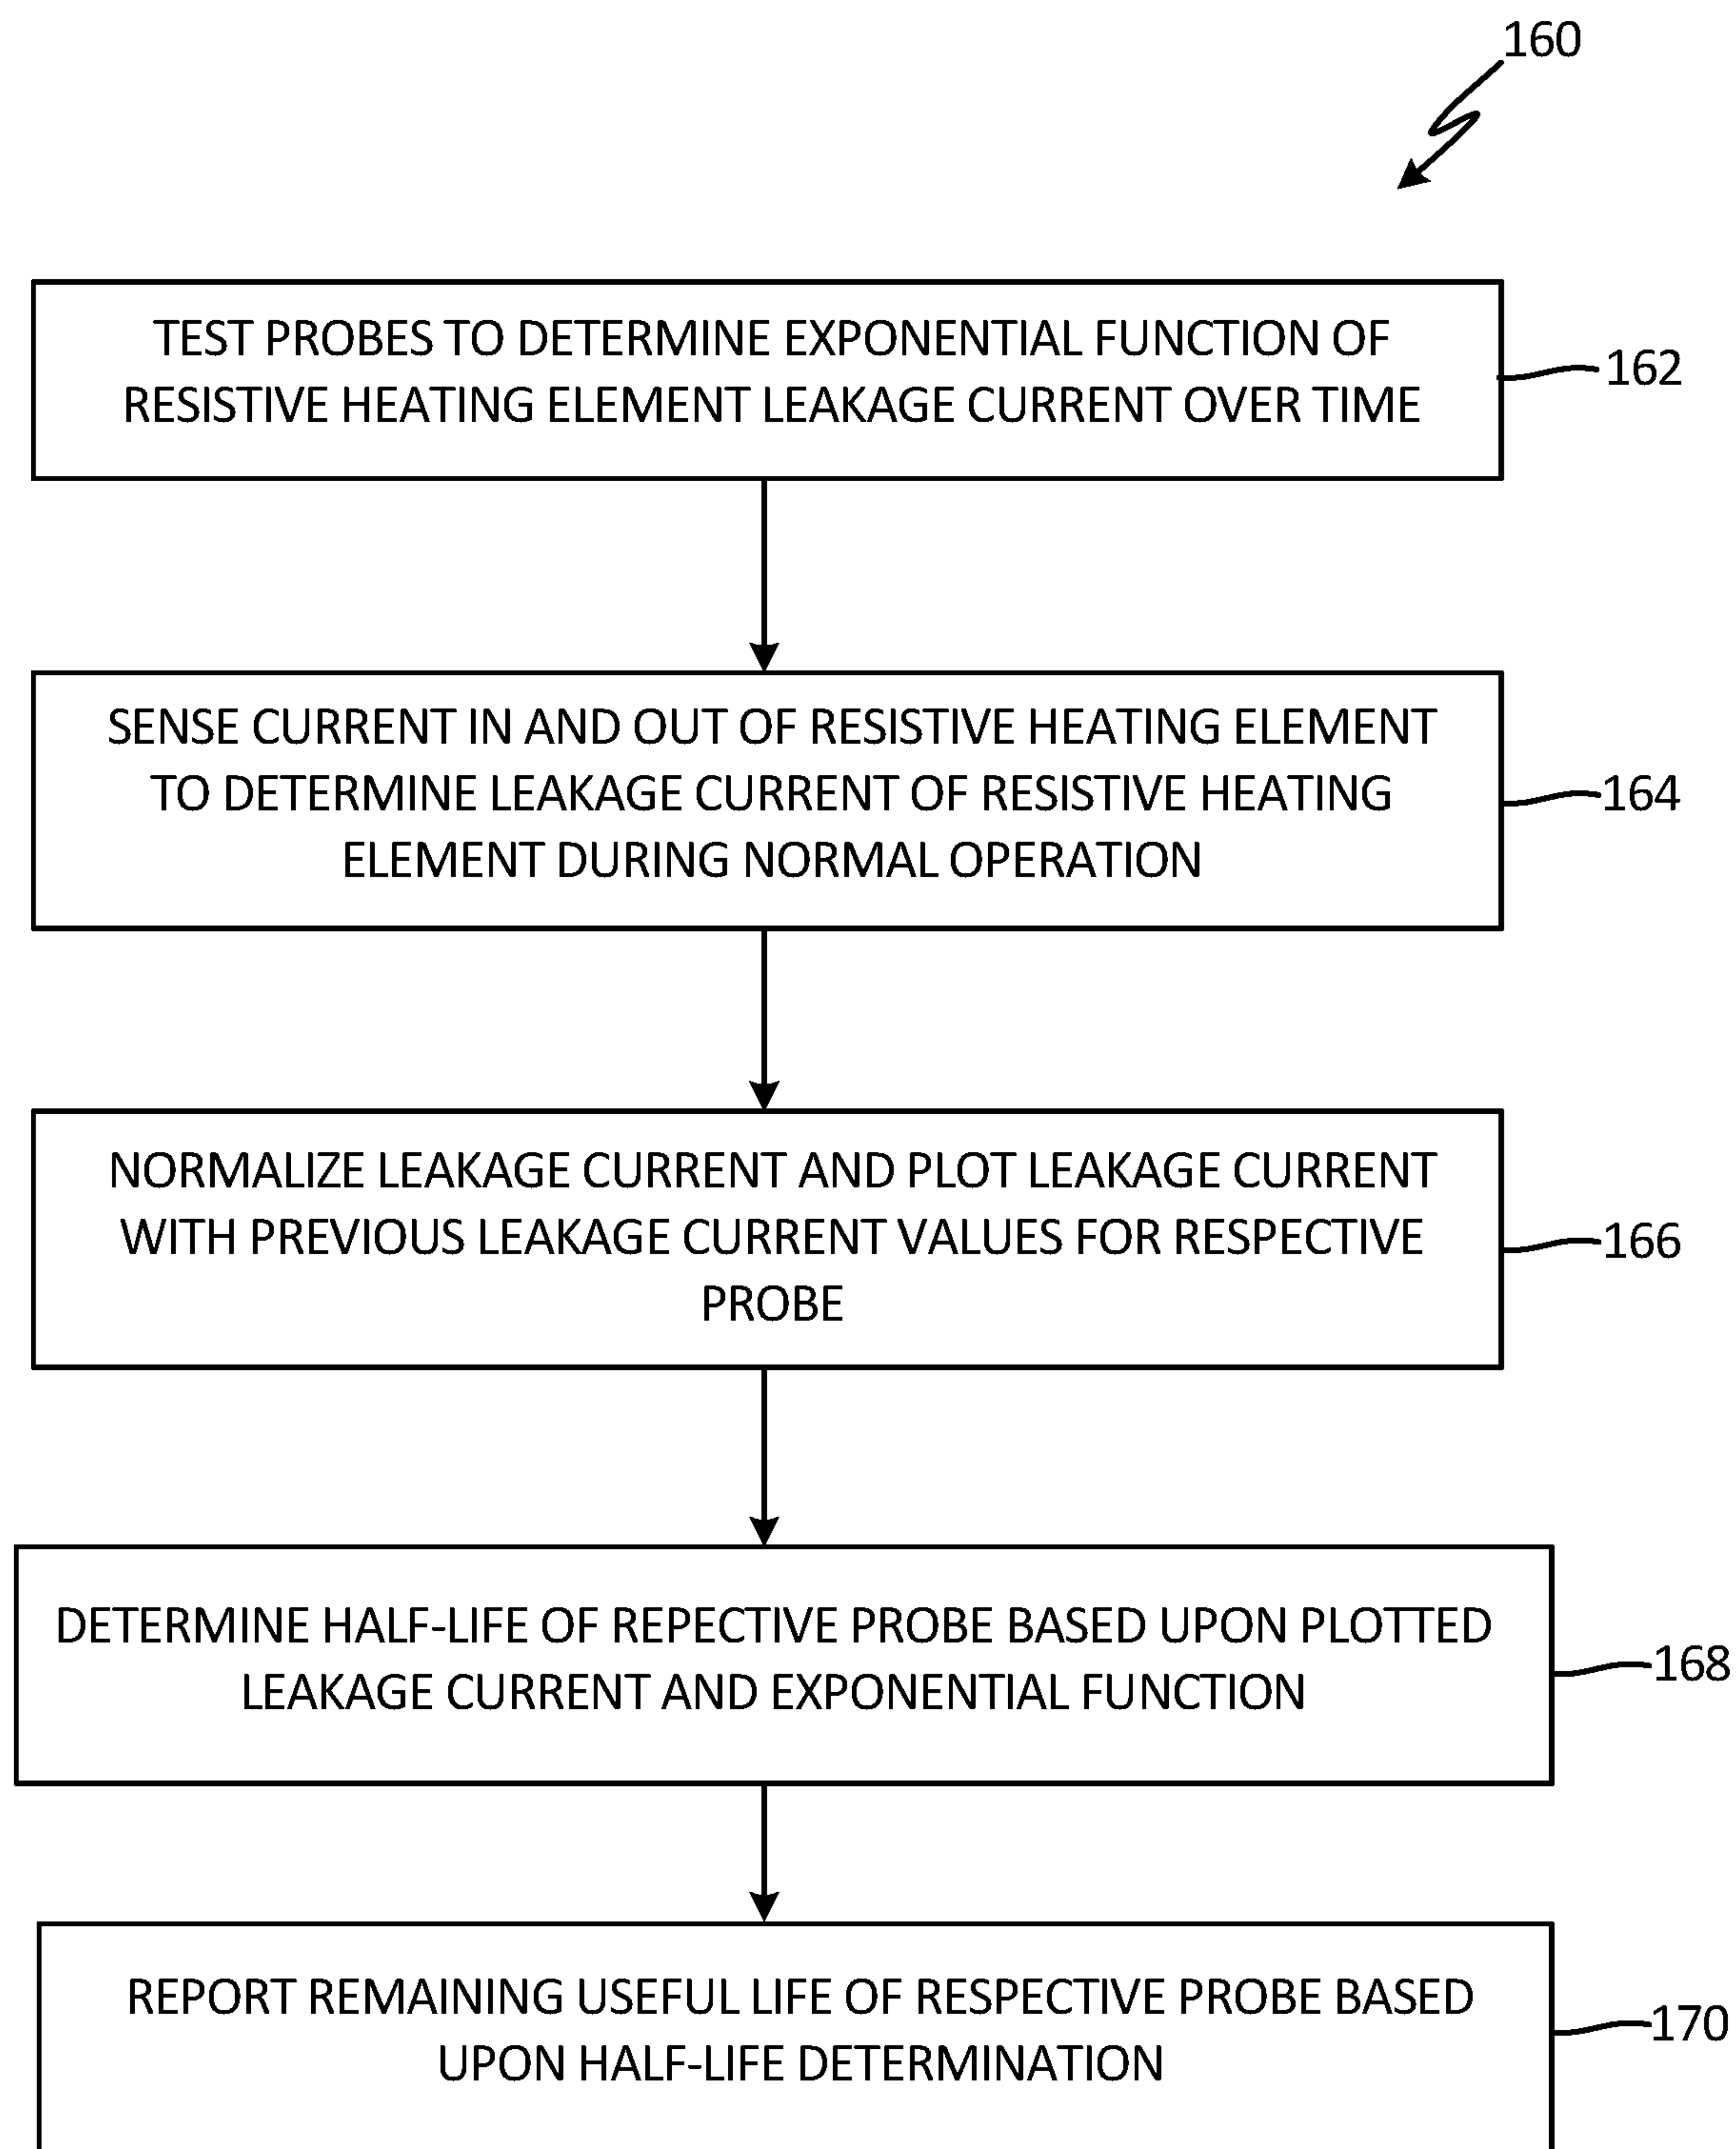 160
TEST PROBES TO DETERMINE EXPONENTIAL FUNCTION OF
RESISTIVE HEATING ELEMENT LEAKAGE CURRENT OVER TIME
162
SENSE CURRENT IN AND OUT OF RESISTIVE HEATING ELEMENT
TO DETERMINE LEAKAGE CURRENT OF RESISTIVE HEATING
ELEMENT DURING NORMAL OPERATION
164
NORMALIZE LEAKAGE CURRENT AND PLOT LEAKAGE CURRENT
WITH PREVIOUS LEAKAGE CURRENT VALUES FOR RESPECTIVE
PROBE
166
DETERMINE HALF-LIFE OF REPECTIVE PROBE BASED UPON PLOTTED
LEAKAGE CURRENT AND EXPONENTIAL FUNCTION
168
REPORT REMAINING USEFUL LIFE OF RESPECTIVE PROBE BASED
UPON HALF-LIFE DETERMINATION
170